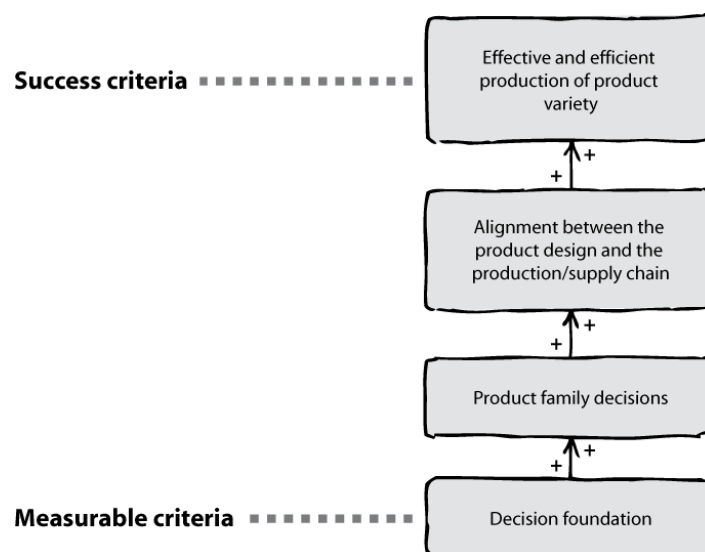 Success criteria
Effective and efficient
production of product
variety
+
+
Alignment between the
product design and the
production/supply chain
+
+
Product family decisions
+
+
Measurable criteria
Decision foundation